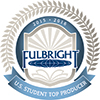 2015 - 2016
FULBRIGHT
U.S. STUDENT TOP PRODUCER